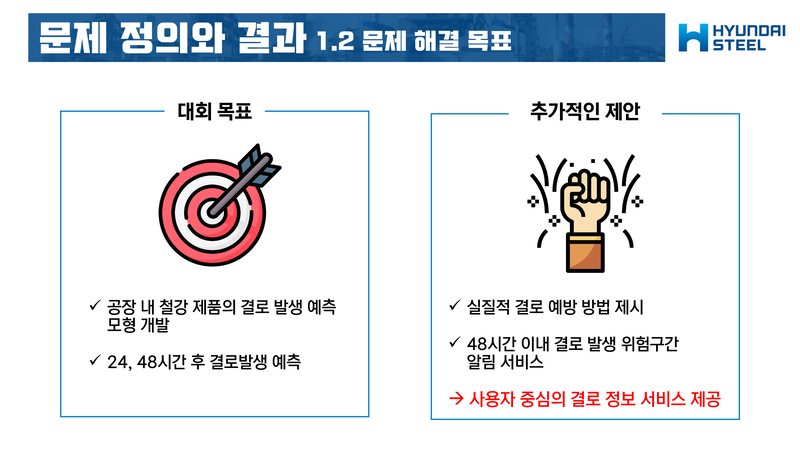 문제 정의와 결과 1.2 문제 해결 목표
HYUNDAI
STEEL
대회 목표
✓ 공장 내 철강 제품의 결로 발생 예측
모형 개발
✓ 24, 48시간 후 결로발생 예측
추가적인 제안
✓ 실질적 결로 예방 방법 제시
✓ 48시간 이내 결로 발생 위험구간
알림 서비스
→ 사용자 중심의 결로 정보 서비스 제공